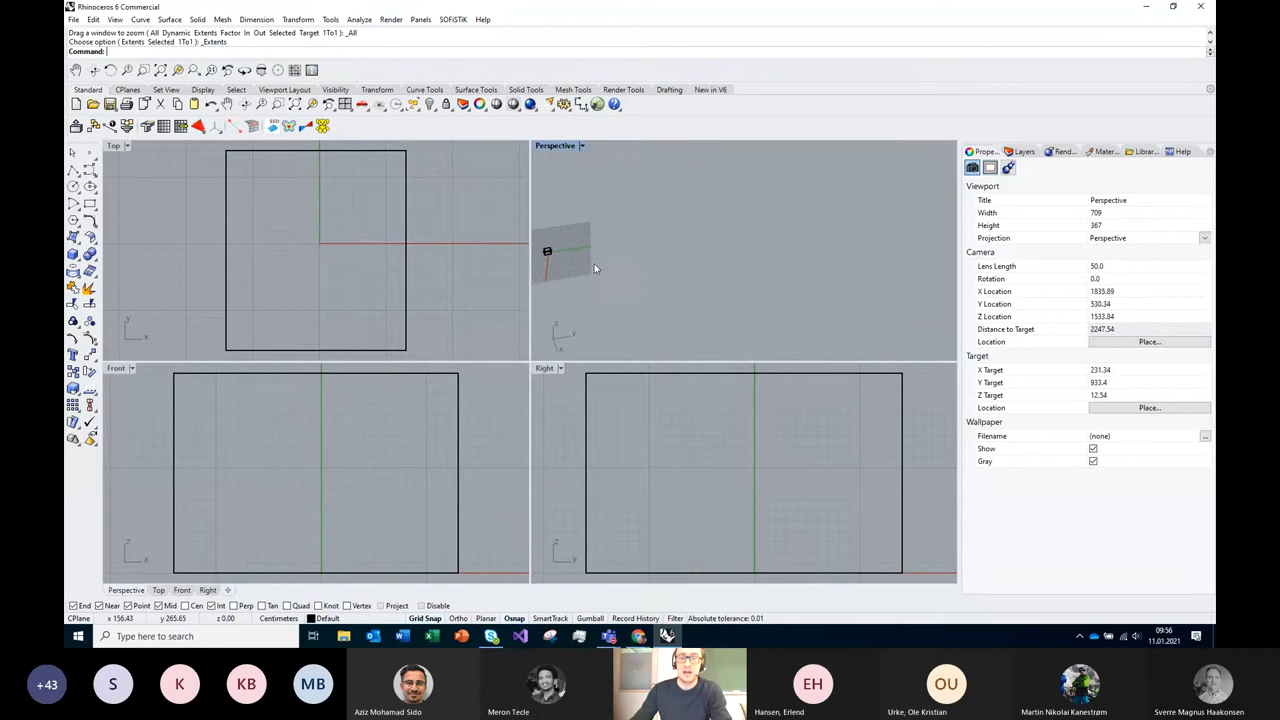 Rhinoceros 6 Commercial
File Edit View Curve Surface Solid Mesh Dimension Transform Tools Analyze Render Panels SOFiSTiK Help
Drag a window to zoom ( All Dynamic Extents Factor In Out Selected Target 1To1 ): _All
Choose option ( Extents Selected 1To1 ): _Extents
Command:
Standard CPlanes Set View Display Select Viewport Layout Visibility Transform Curve Tools Surface Tools Solid Tools Mesh Tools Render Tools Drafting New in V6
Top
y
x
Perspective
z
y
x
Front
z
x
Right
z
y
Prope... Layers Rend... Mater... Librar... Help
Viewport
Title Perspective
Width 709
Height 367
Projection Perspective
Camera
Lens Length 50.0
Rotation 0.0
X Location 1835.89
Y Location 530.34
Z Location 1533.84
Distance to Target 2247.54
Location Place...
Target
X Target 231.34
Y Target 933.4
Z Target 12.54
Location Place...
Wallpaper
Filename (none) ...
Show
Gray
Perspective Top Front Right
End Near Point Mid Cen Int Perp Tan Quad Knot Vertex Project Disable
CPlane x 156.43 y 265.65 z 0.00 Centimeters Default Grid Snap Ortho Planar Osnap SmartTrack Gumball Record History Filter Absolute tolerance: 0.01
Type here to search
09:56
11.01.2021
+43 S K KB MB EH OU
Aziz Mohamad Sido Meron Tecle Hansen, Erlend Urke, Ole Kristian Martin Nikolai Kanestrøm Sverre Magnus Haakonsen